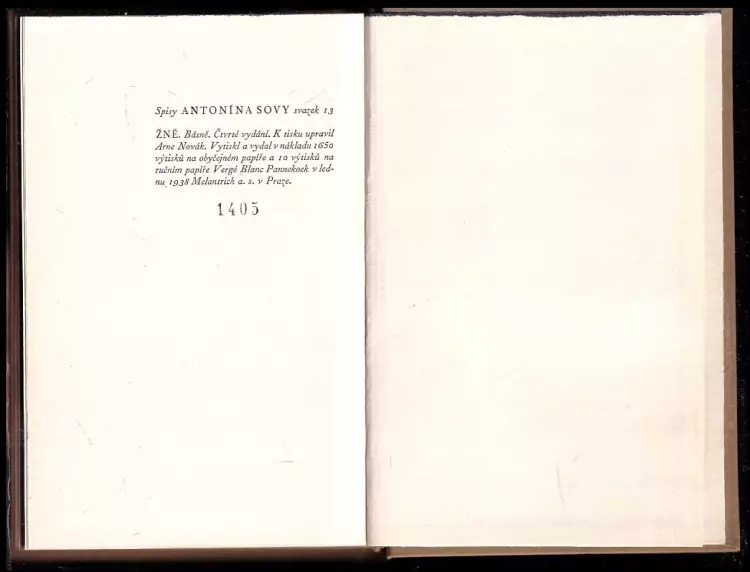 Spisy ANTONÍNA SOVY svazek 13
ŽNĚ. Básně. Čtvrté vydání. K tisku upravil
Arne Novák. Vytiskl a vydal v nákladu 1650
výtisků na obyčejném papíře a 10 výtisků na
ručním papíře Vergé Blanc Pannekoek v led-
nu 1938 Melantrich a. s. v Praze.
1405